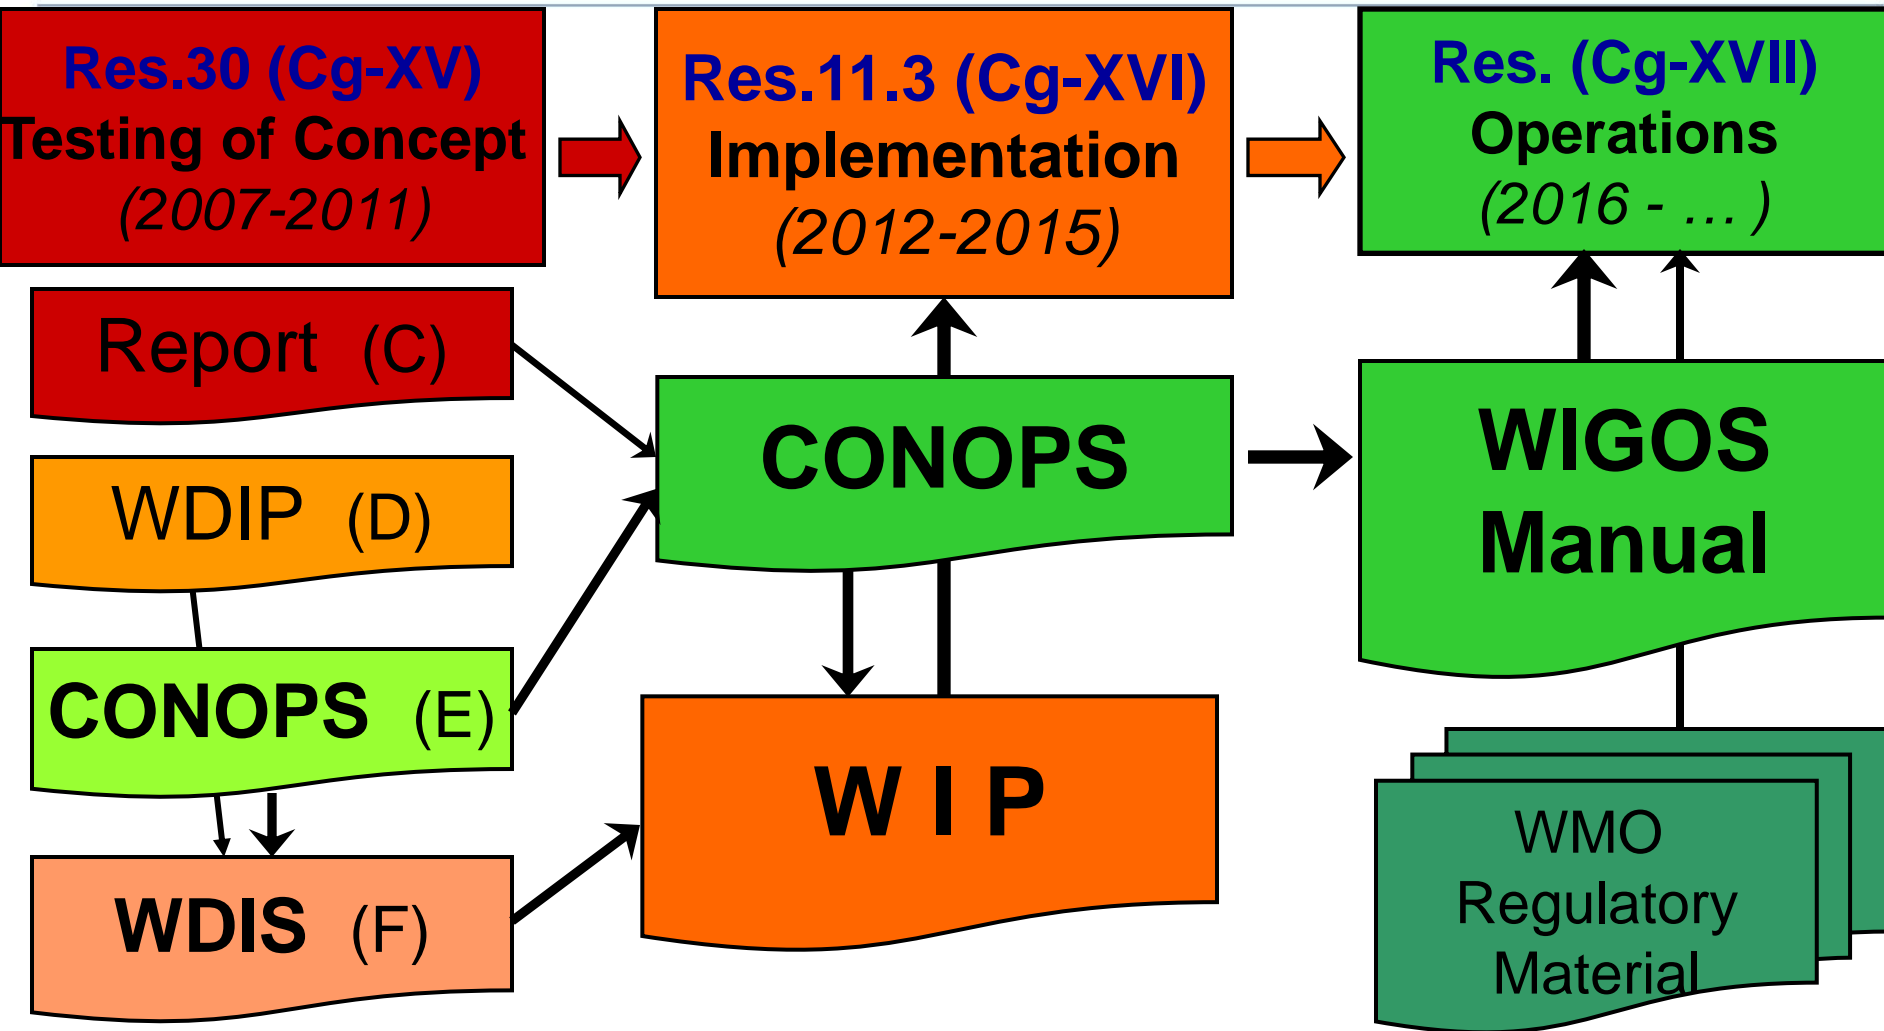 Res.30 (Cg-XV)
Testing of Concept
(2007-2011)
Res.11.3 (Cg-XVI)
Implementation
(2012-2015)
Res. (Cg-XVII)
Operations
(2016 - … )
Report (C)
WDIP (D)
CONOPS (E)
WDIS (F)
CONOPS
W I P
WIGOS
Manual
WMO
Regulatory
Material